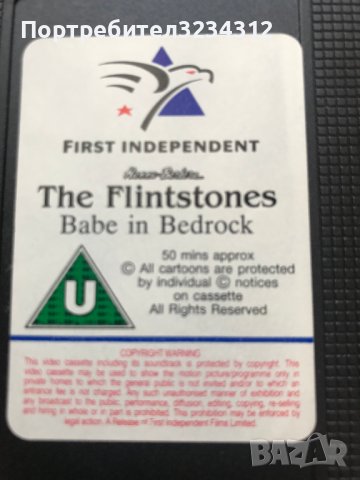 Потребител3234312
FIRST INDEPENDENT
Hanna-Barbera
The Flintstones
Babe in Bedrock
U
50 mins approx
© All cartoons are protected
by individual © notices
on cassette
All Rights Reserved
COPYRIGHT WARNING
This video cassette including its soundtrack is protected by copyright. This
video cassette may be used to show the motion picture/programme only in
private homes to which the general public is not invited and/or to which an
entrance fee is not charged. Any such unauthorised manner of exhibition and
any broadcast to the public, performance, diffusion, editing, copying, re-selling
and hiring in whole or in part is prohibited. This prohibition may be enforced by
legal action. A Release of First Independent Films Limited.
BAZAR